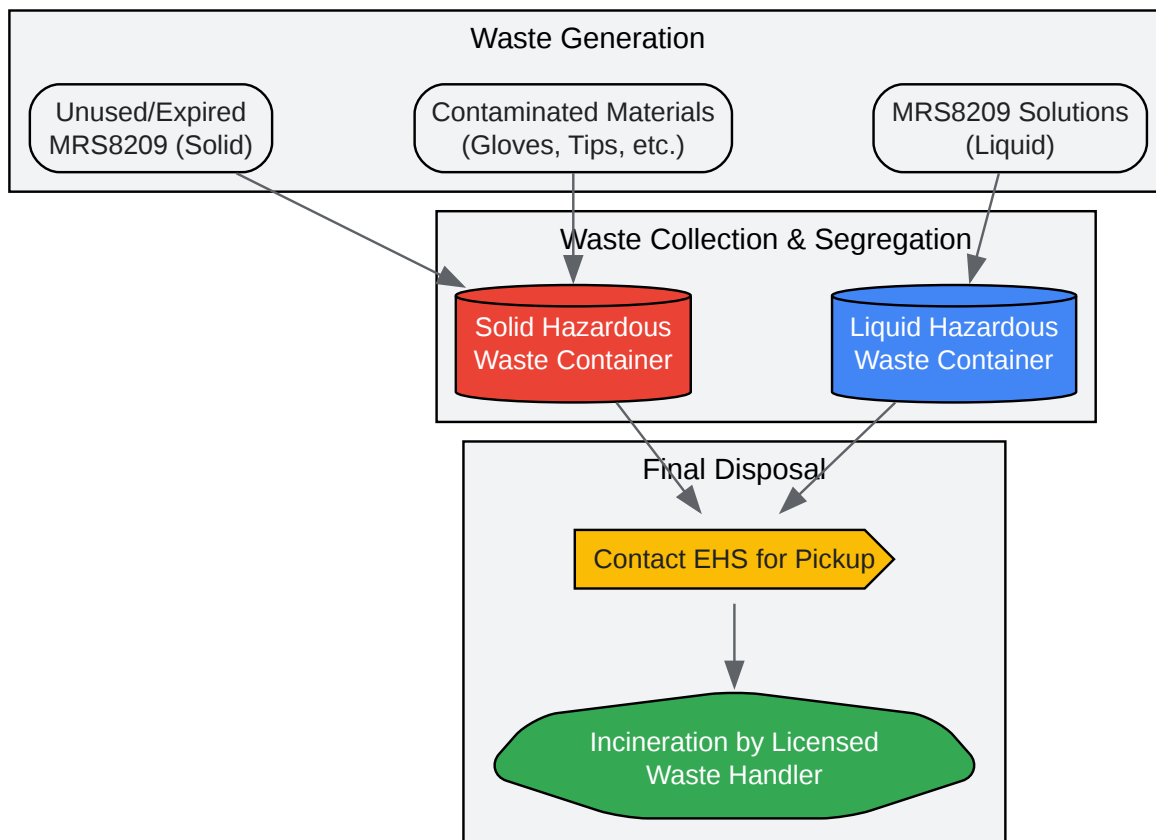 Waste Generation
Unused/Expired
MRS8209 (Solid)
Contaminated Materials
(Gloves, Tips, etc.)
MRS8209 Solutions
(Liquid)
Waste Collection & Segregation
Solid Hazardous
Waste Container
Liquid Hazardous
Waste Container
Final Disposal
Contact EHS for Pickup
Incineration by Licensed
Waste Handler